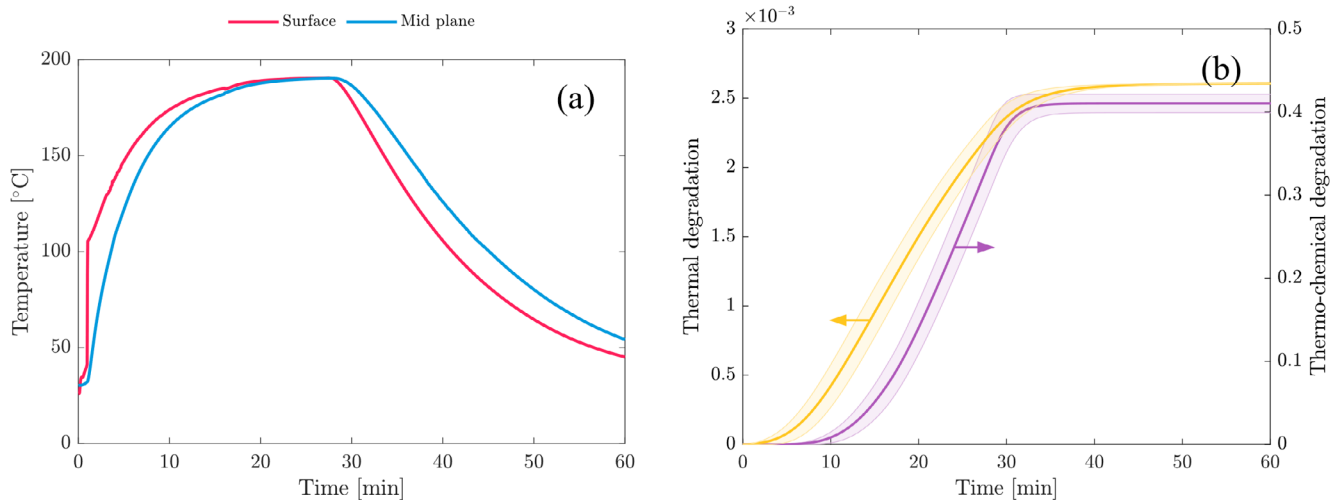 Surface Mid plane
(a)
Temperature [°C]
200
150
100
50
0
0 10 20 30 40 50 60
Time [min]
×10⁻³
(b)
Thermal degradation
3
2.5
2
1.5
1
0.5
0
0.5
0.4
0.3
0.2
0.1
0
Thermo-chemical degradation
0 10 20 30 40 50 60
Time [min]